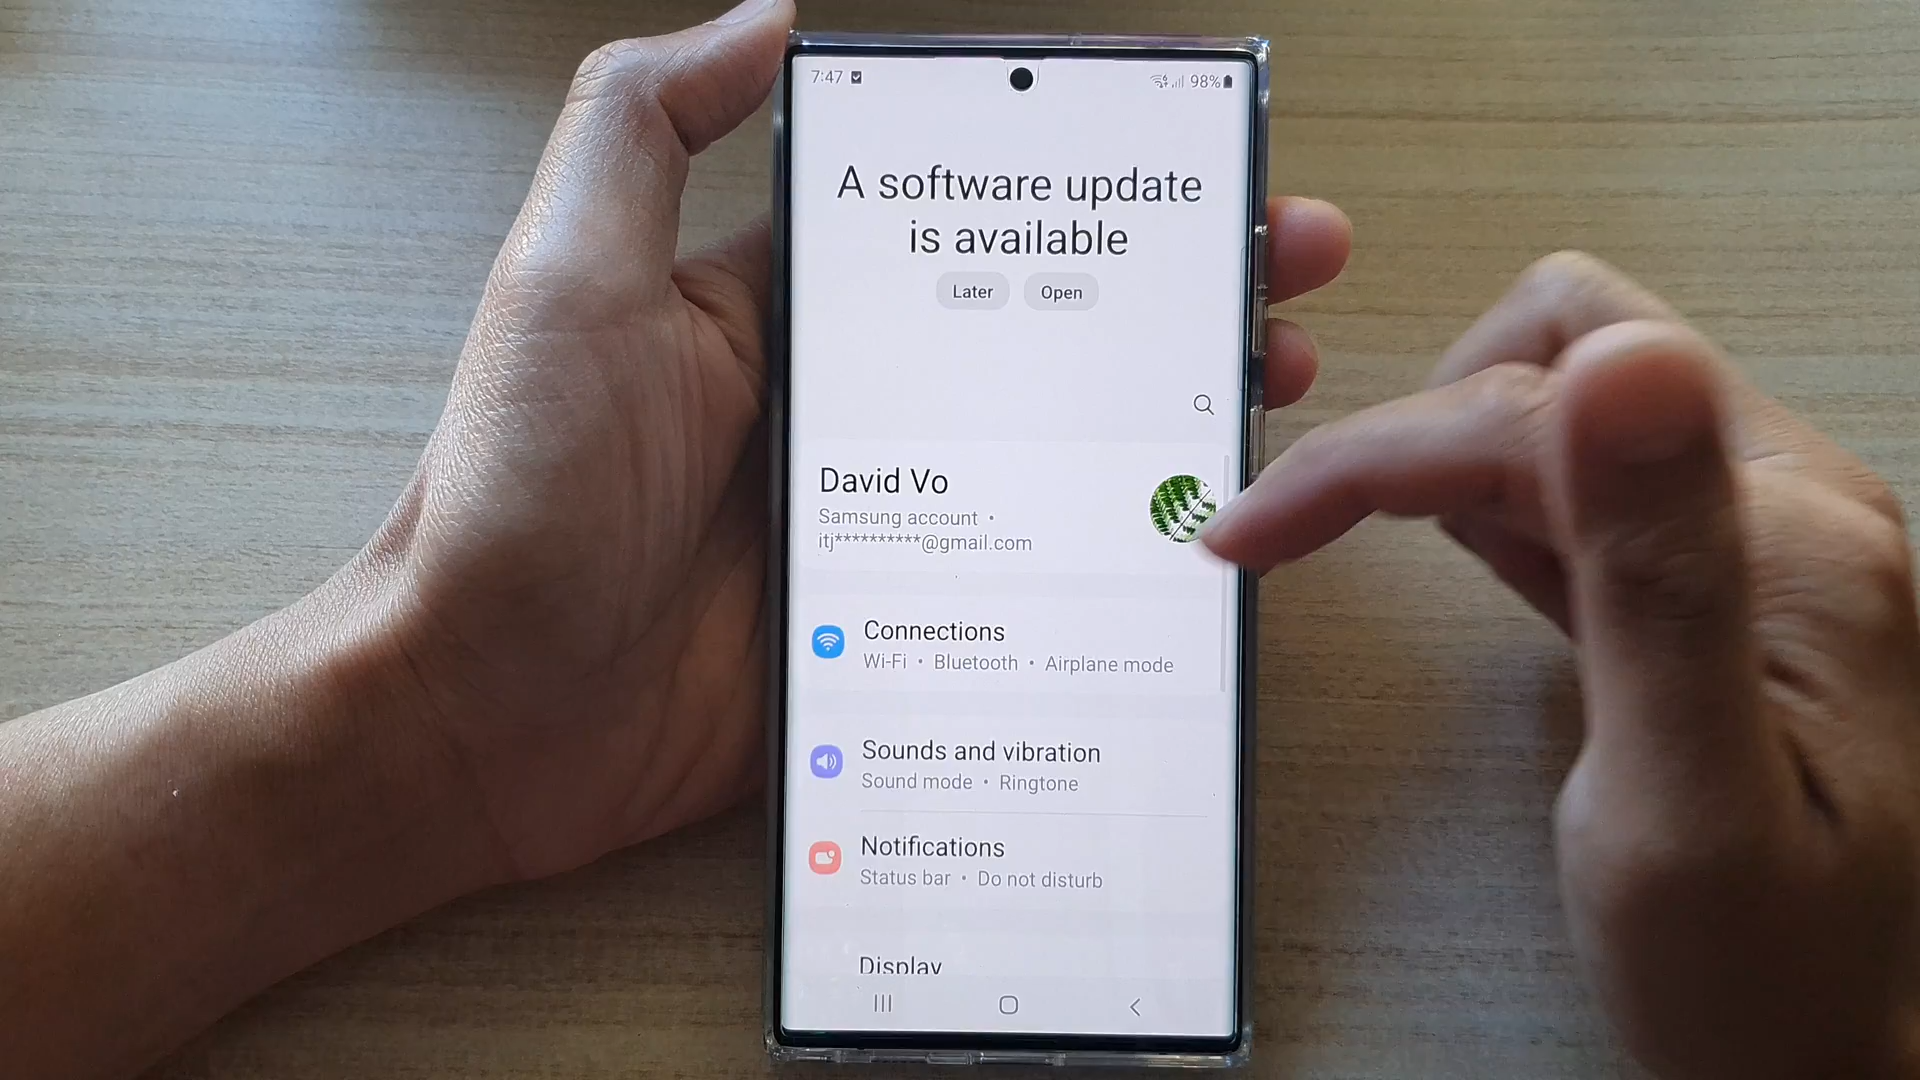 7:47
98%
A software update
is available
Later
Open
David Vo
Samsung account •
itj**********@gmail.com
Connections
Wi-Fi • Bluetooth • Airplane mode
Sounds and vibration
Sound mode • Ringtone
Notifications
Status bar • Do not disturb
Display